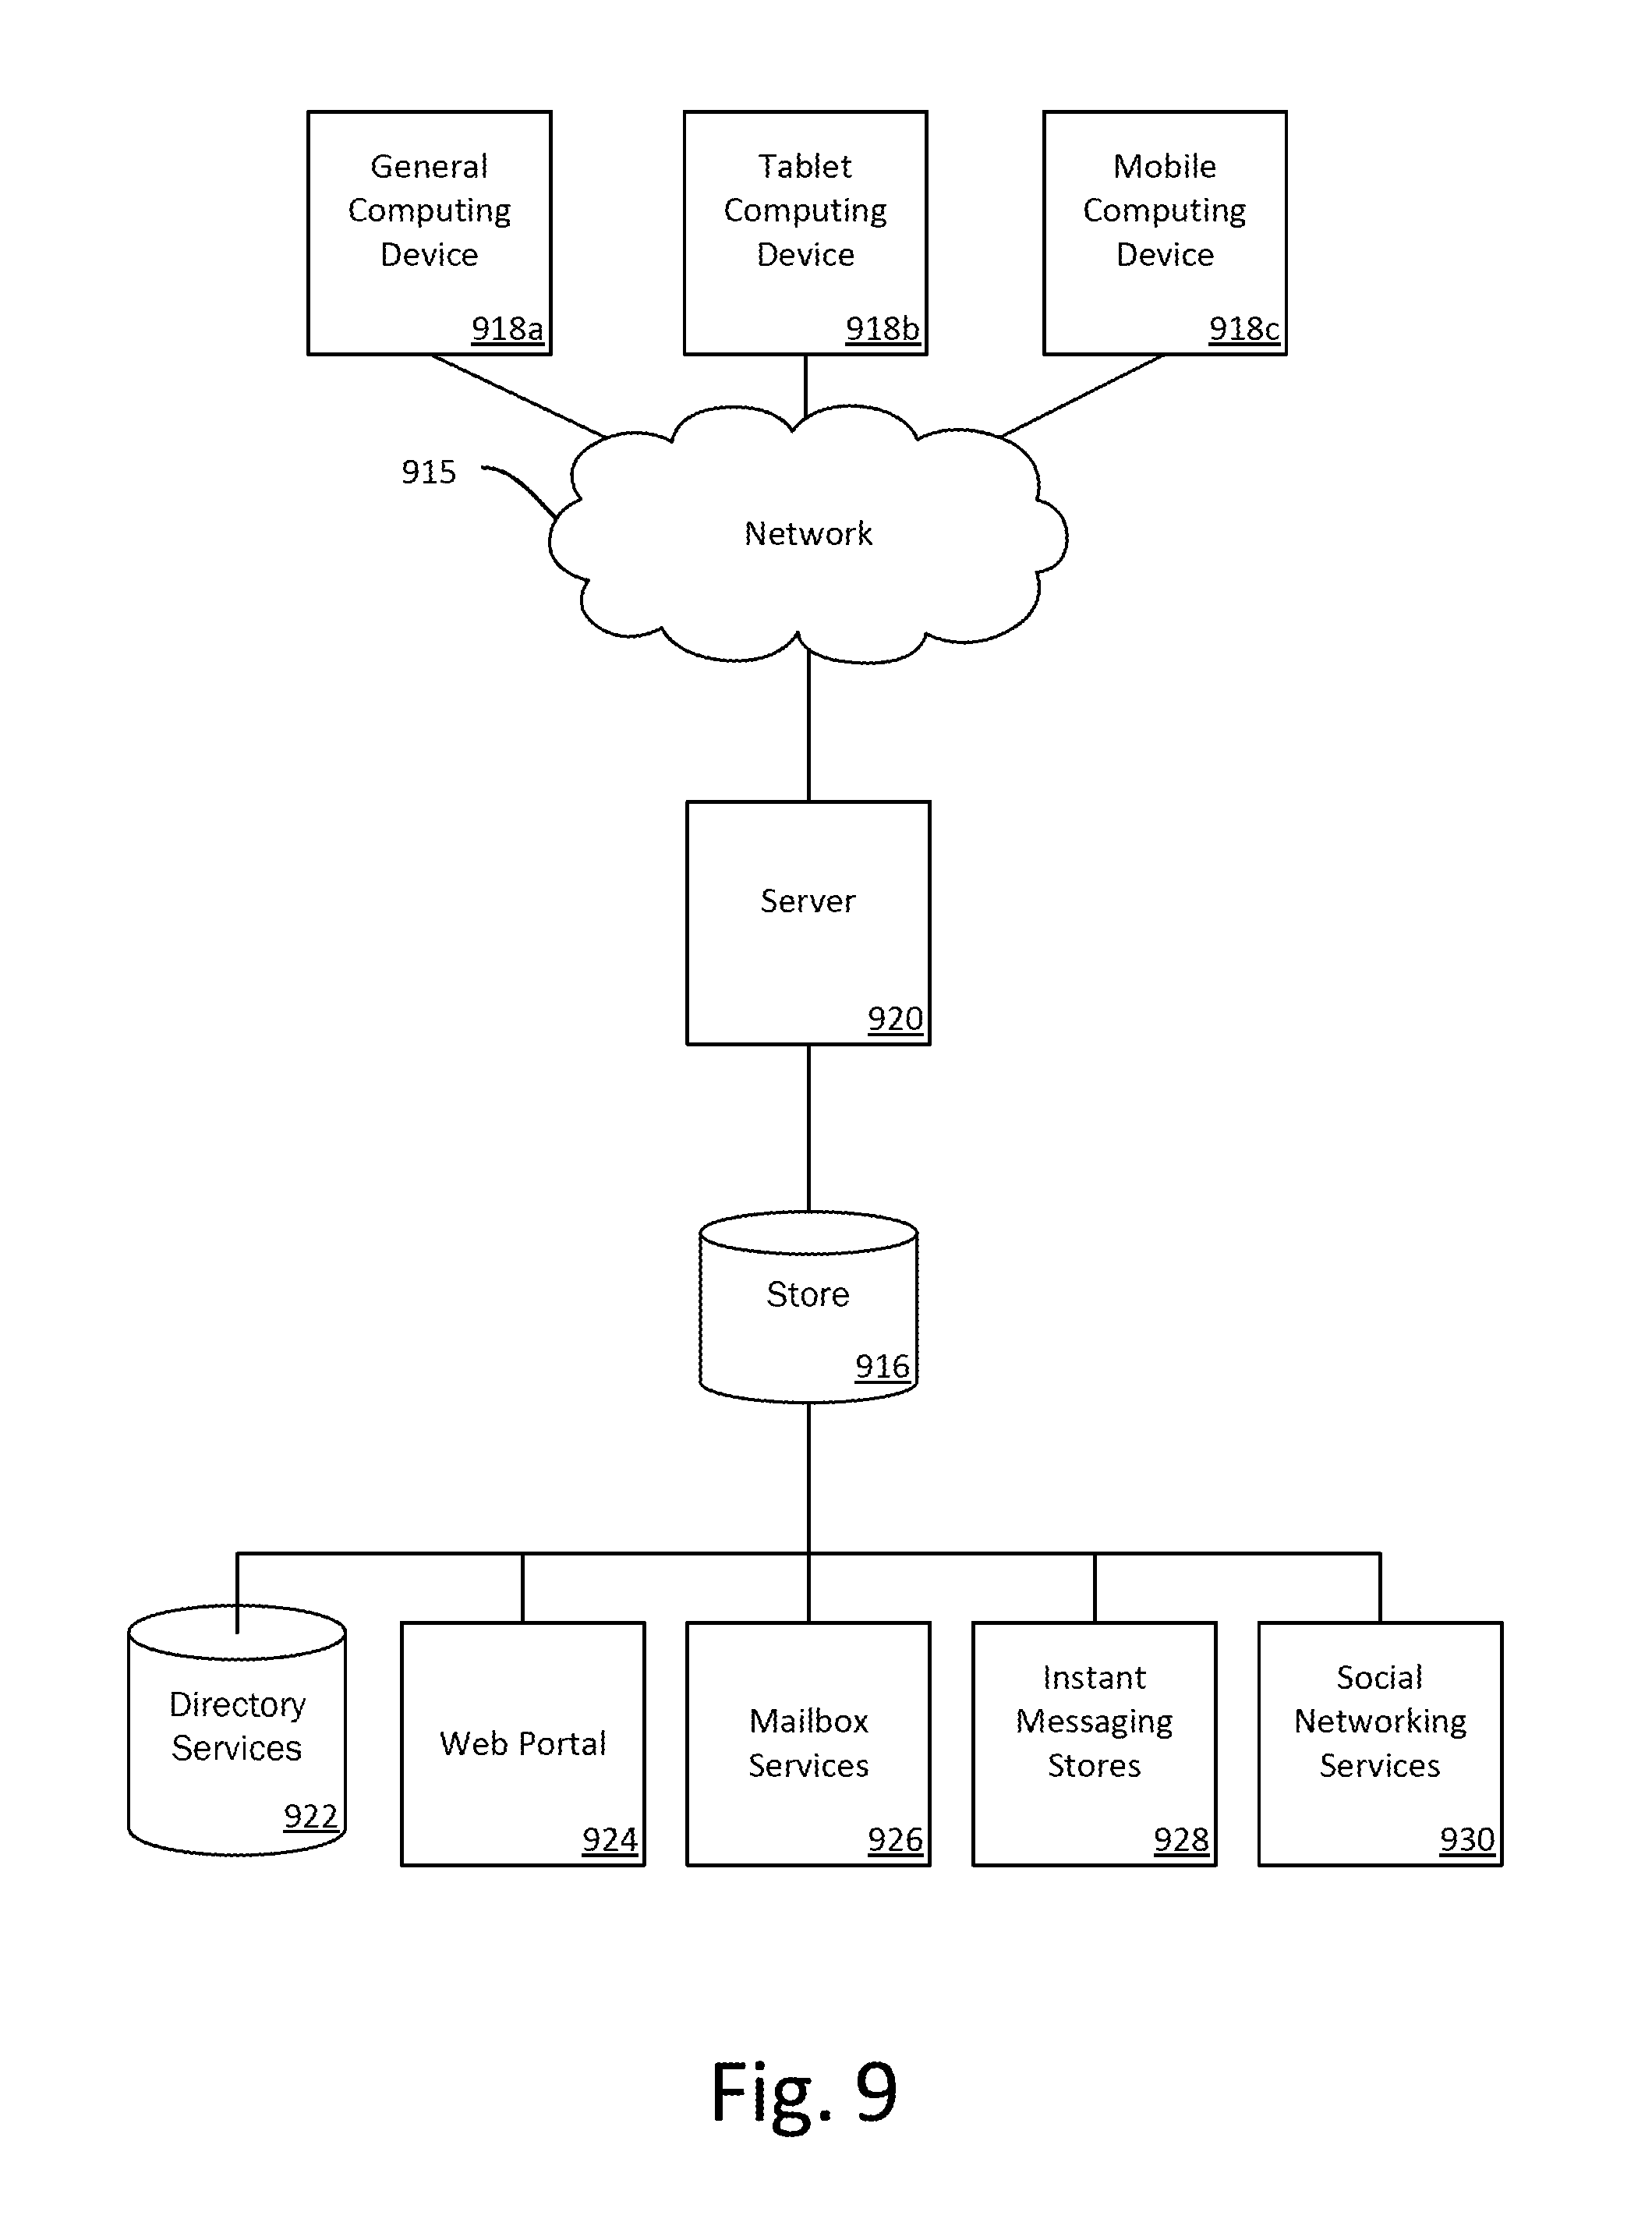 General
Computing
Device
918a
Tablet
Computing
Device
918b
Mobile
Computing
Device
918c
915
Network
Server
920
Store
916
Directory
Services
922
Web Portal
924
Mailbox
Services
926
Instant
Messaging
Stores
928
Social
Networking
Services
930
Fig. 9